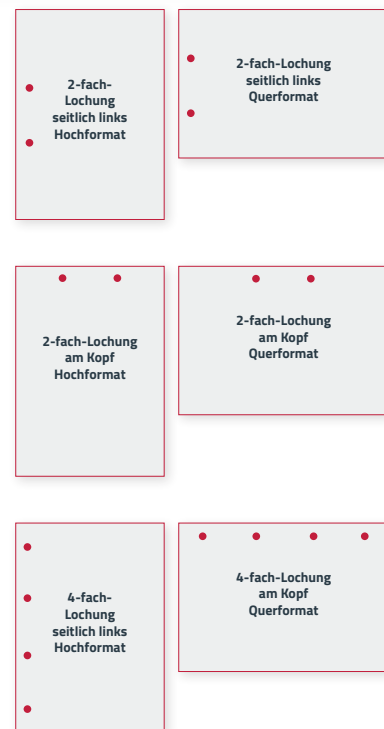 2-fach-
Lochung
seitlich links
Hochformat
2-fach-Lochung
seitlich links
Querformat
2-fach-Lochung
am Kopf
Hochformat
2-fach-Lochung
am Kopf
Querformat
4-fach-
Lochung
seitlich links
Hochformat
4-fach-Lochung
am Kopf
Querformat